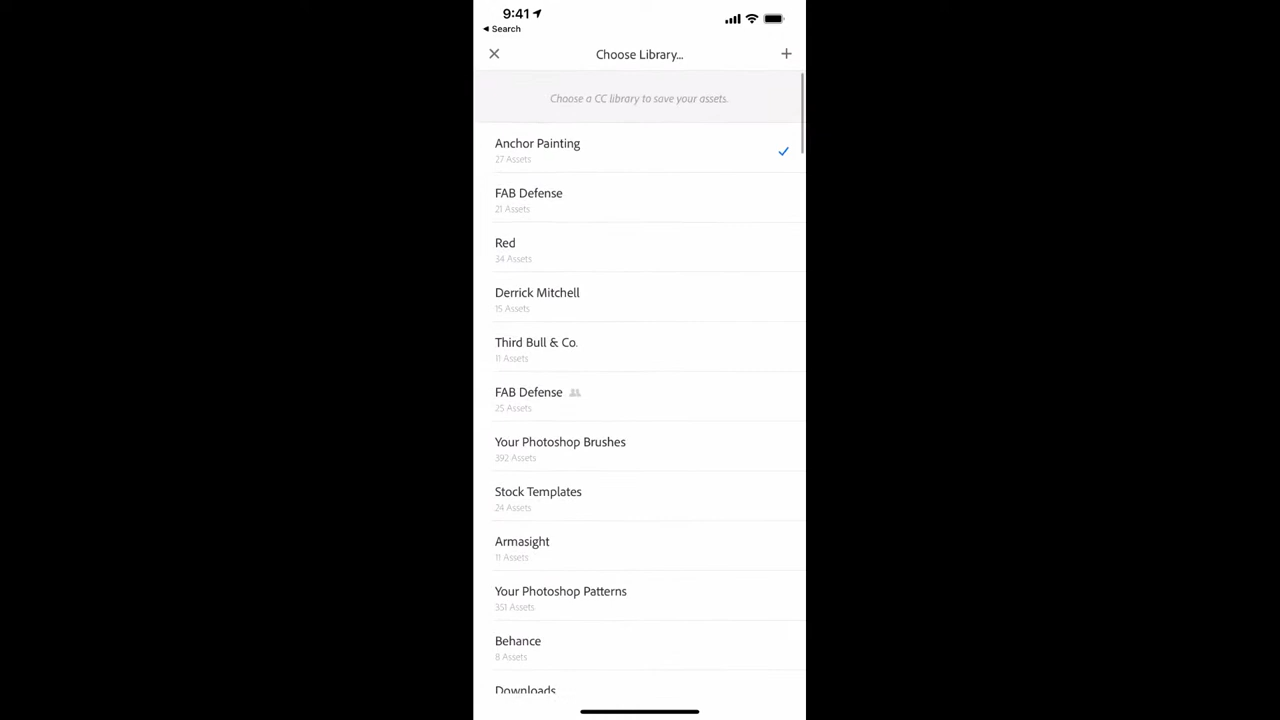 9:41
Search
Choose Library...
Choose a CC library to save your assets.
Anchor Painting
27 Assets
FAB Defense
21 Assets
Red
34 Assets
Derrick Mitchell
15 Assets
Third Bull & Co.
11 Assets
FAB Defense
25 Assets
Your Photoshop Brushes
392 Assets
Stock Templates
24 Assets
Armasight
11 Assets
Your Photoshop Patterns
351 Assets
Behance
8 Assets
Downloads